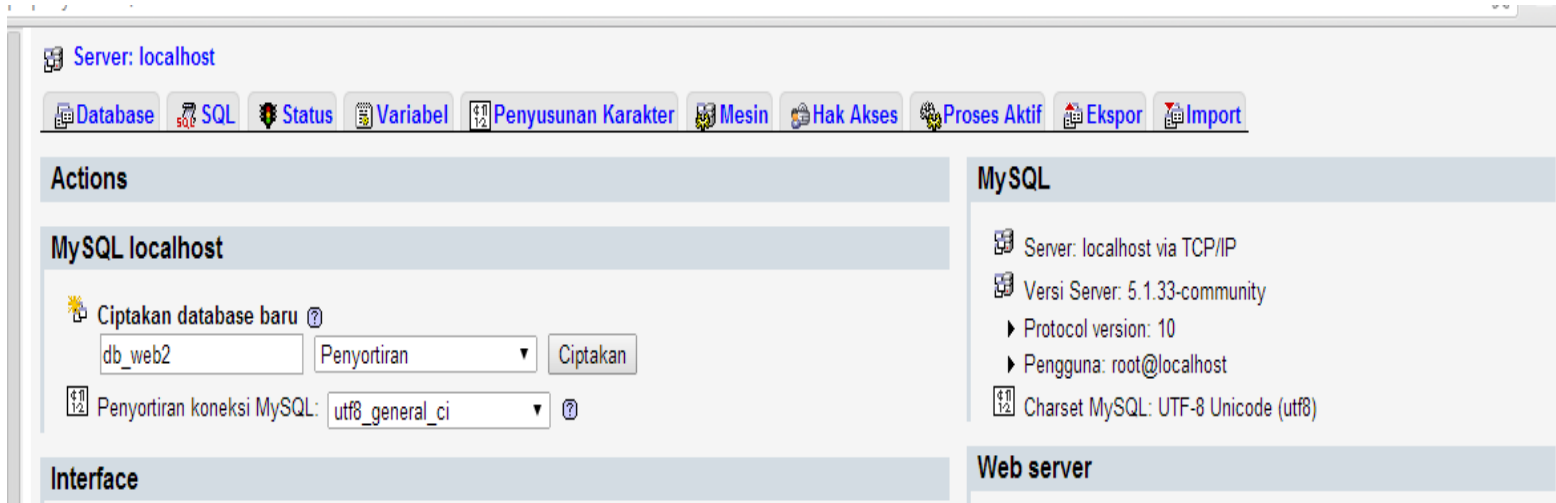 Server: localhost
Database SQL Status Variabel Penyusunan Karakter Mesin Hak Akses Proses Aktif Ekspor Import
Actions
MySQL localhost
Ciptakan database baru
db_web2 Penyortiran Ciptakan
Penyortiran koneksi MySQL: utf8_general_ci
Interface
MySQL
Server: localhost via TCP/IP
Versi Server: 5.1.33-community
Protocol version: 10
Pengguna: root@localhost
Charset MySQL: UTF-8 Unicode (utf8)
Web server